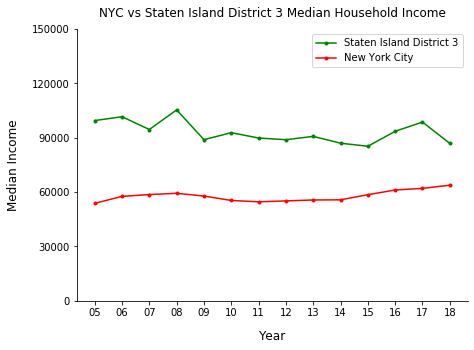 NYC vs Staten Island District 3 Median Household Income
150000
120000
90000
60000
30000
0
Median Income
Staten Island District 3
New York City
05 06 07 08 09 10 11 12 13 14 15 16 17 18
Year